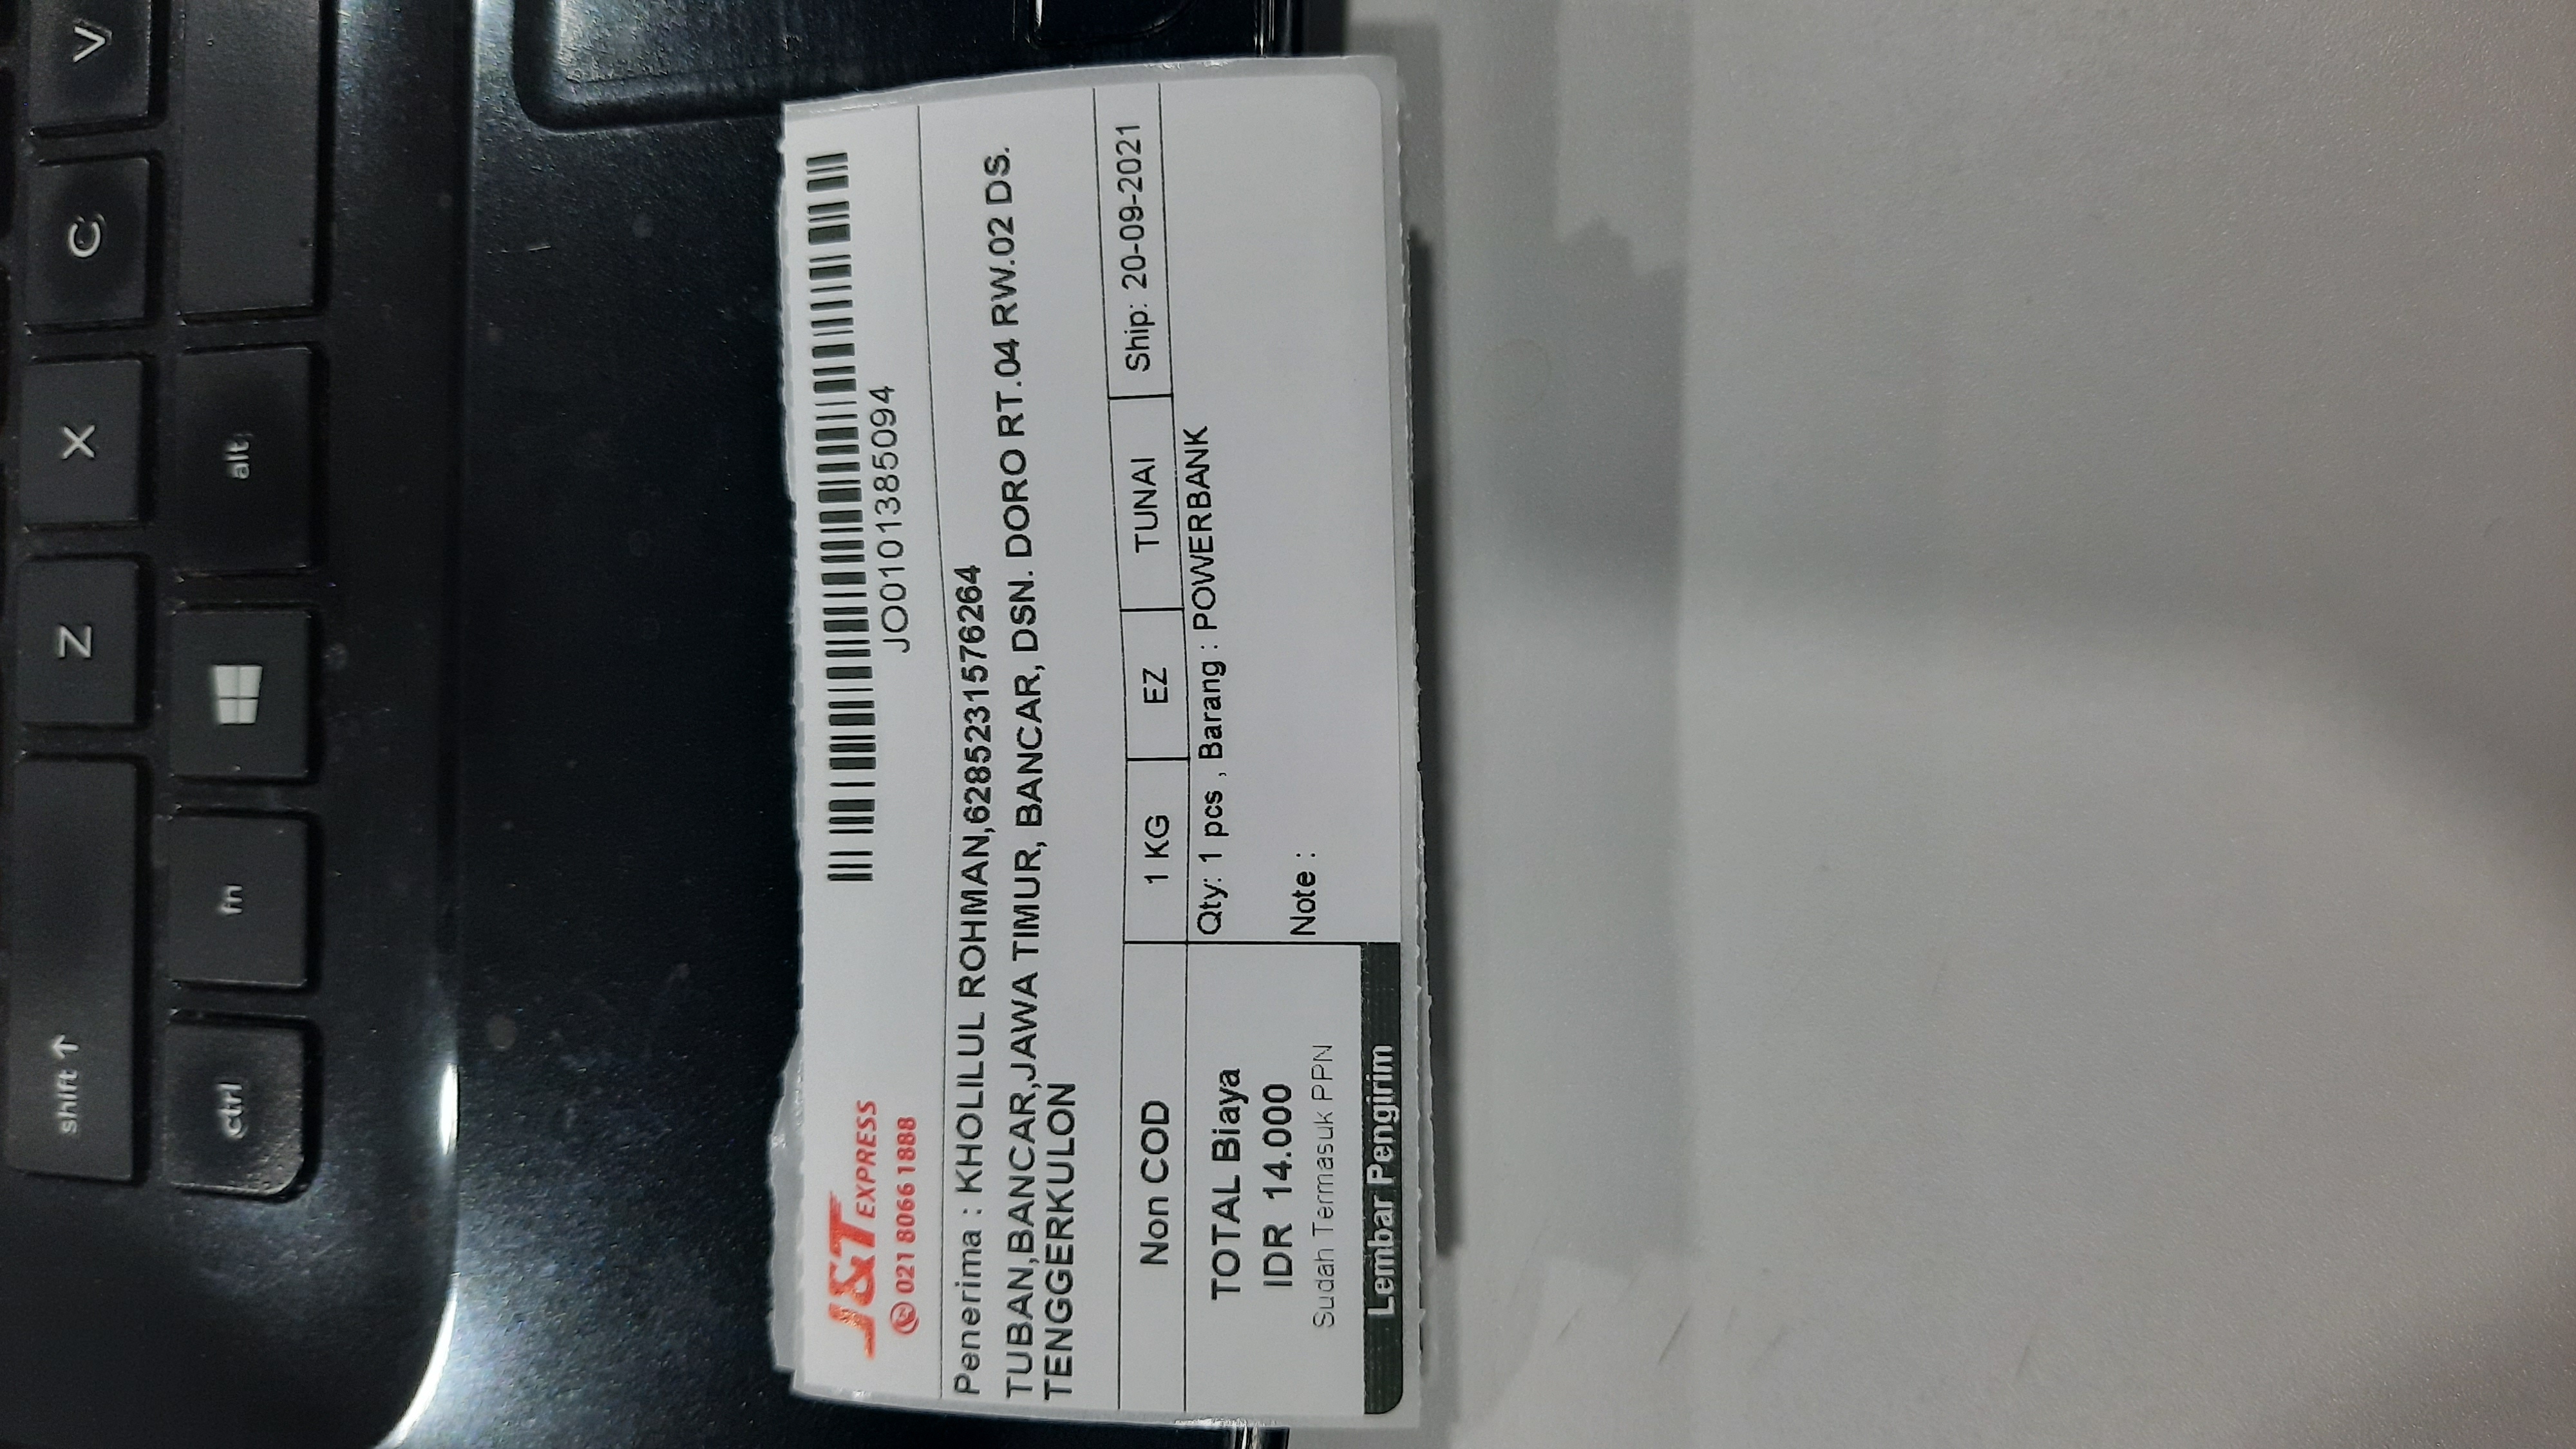 shift ↑ Z X C V
ctrl fn alt
J&T EXPRESS
021 8066 1888
JO0101385094
Penerima : KHOLILUL ROHMAN,6285231576264
TUBAN,BANCAR,JAWA TIMUR, BANCAR, DSN. DORO RT.04 RW.02 DS.
TENGGERKULON
Non COD 1 KG EZ TUNAI Ship: 20-09-2021
TOTAL Biaya
IDR 14.000
Sudah Termasuk PPN
Lembar Pengirim
Qty: 1 pcs , Barang : POWERBANK
Note :